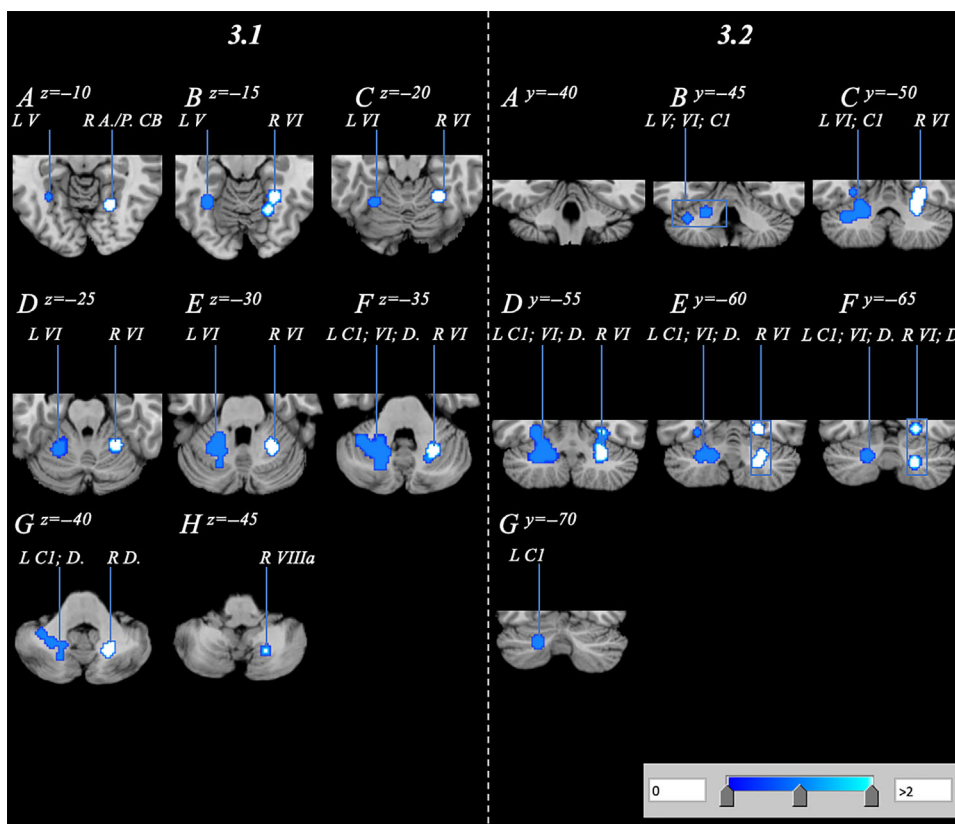 3.1
A z=−10
L V R A./P. CB
B z=−15
L V R VI
C z=−20
L VI R VI
D z=−25
L VI R VI
E z=−30
L VI R VI
F z=−35
L C1; VI; D. R VI
G z=−40
L C1; D. R D.
H z=−45
R VIIIa
3.2
A y=−40
B y=−45
L V; VI; C1
C y=−50
L VI; C1 R VI
D y=−55
L C1; VI; D. R VI
E y=−60
L C1; VI; D. R VI
F y=−65
L C1; VI; D. R VI; D
G y=−70
L C1
0 >2